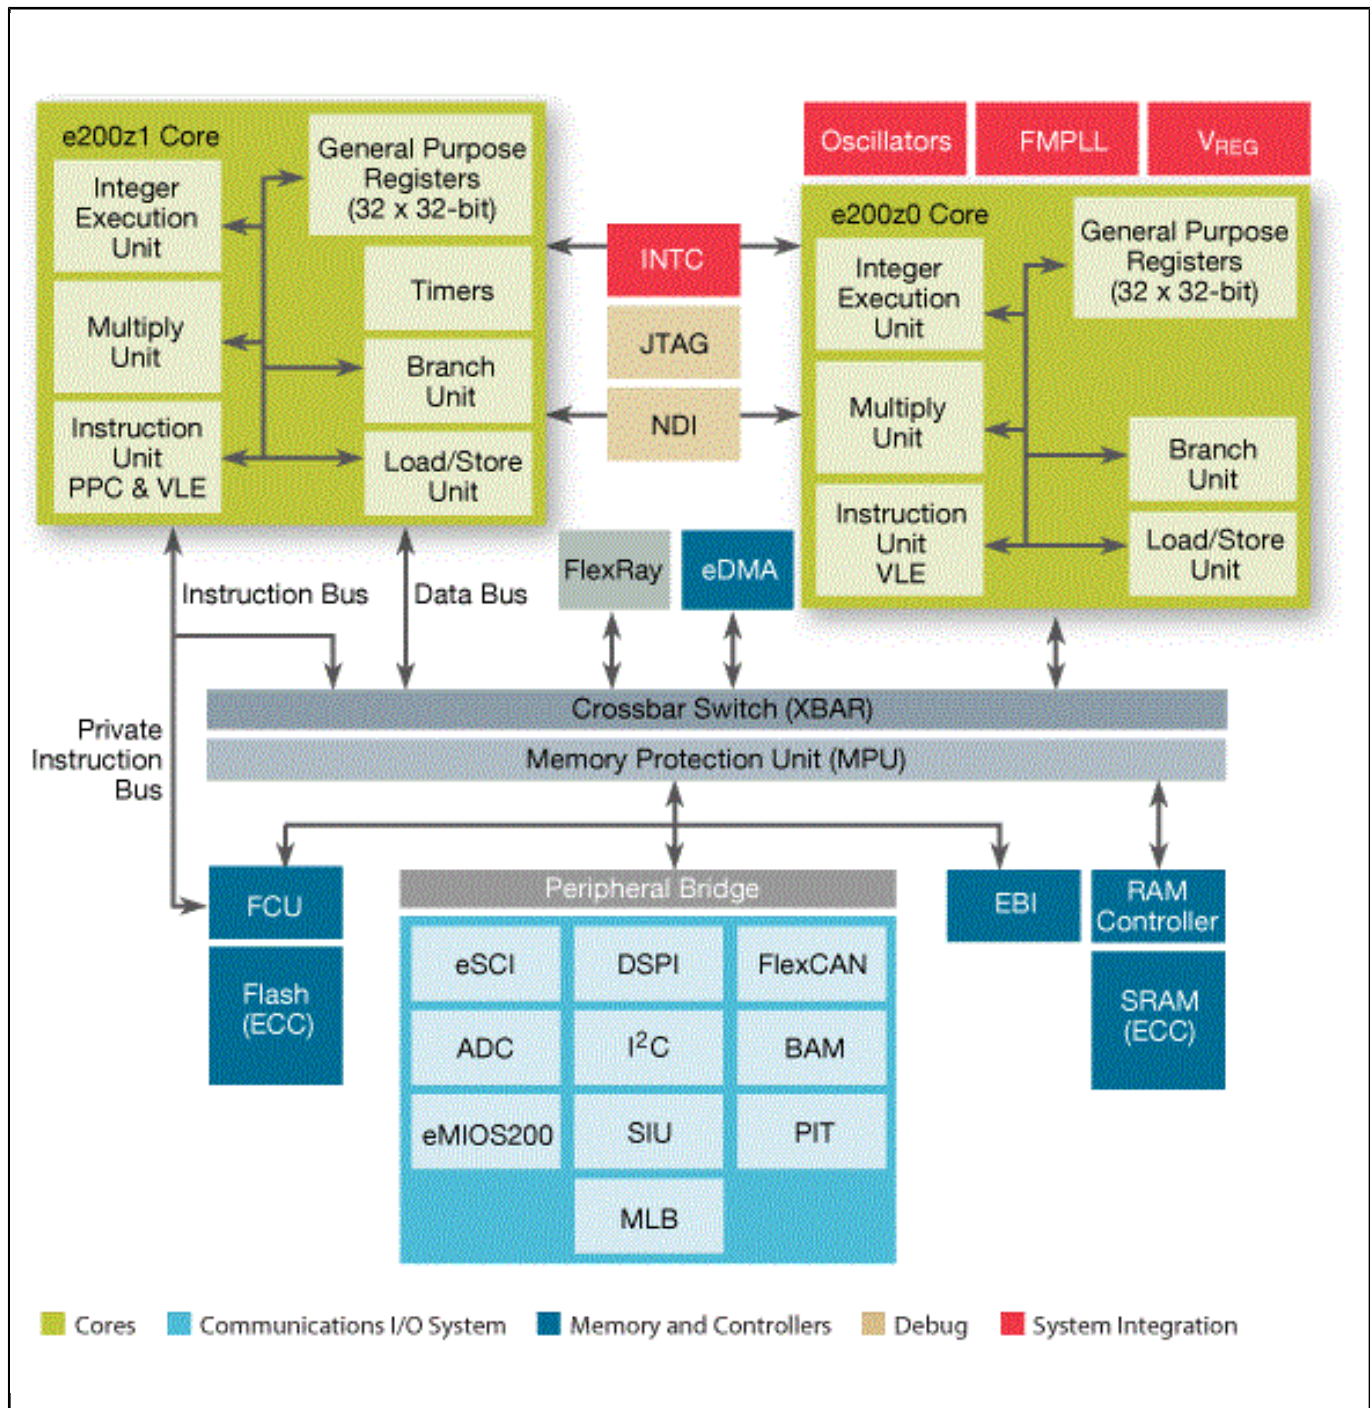 e200z1 Core
Integer
Execution
Unit
Multiply
Unit
Instruction
Unit
PPC & VLE
General Purpose
Registers
(32 x 32-bit)
Timers
Branch
Unit
Load/Store
Unit
INTC
JTAG
NDI
Oscillators
FMPLL
VREG
e200z0 Core
Integer
Execution
Unit
Multiply
Unit
Instruction
Unit
VLE
General Purpose
Registers
(32 x 32-bit)
Branch
Unit
Load/Store
Unit
FlexRay
eDMA
Instruction Bus
Data Bus
Private
Instruction
Bus
Crossbar Switch (XBAR)
Memory Protection Unit (MPU)
FCU
Flash
(ECC)
Peripheral Bridge
eSCI
DSPI
FlexCAN
ADC
I²C
BAM
eMIOS200
SIU
PIT
MLB
EBI
RAM
Controller
SRAM
(ECC)
Cores
Communications I/O System
Memory and Controllers
Debug
System Integration